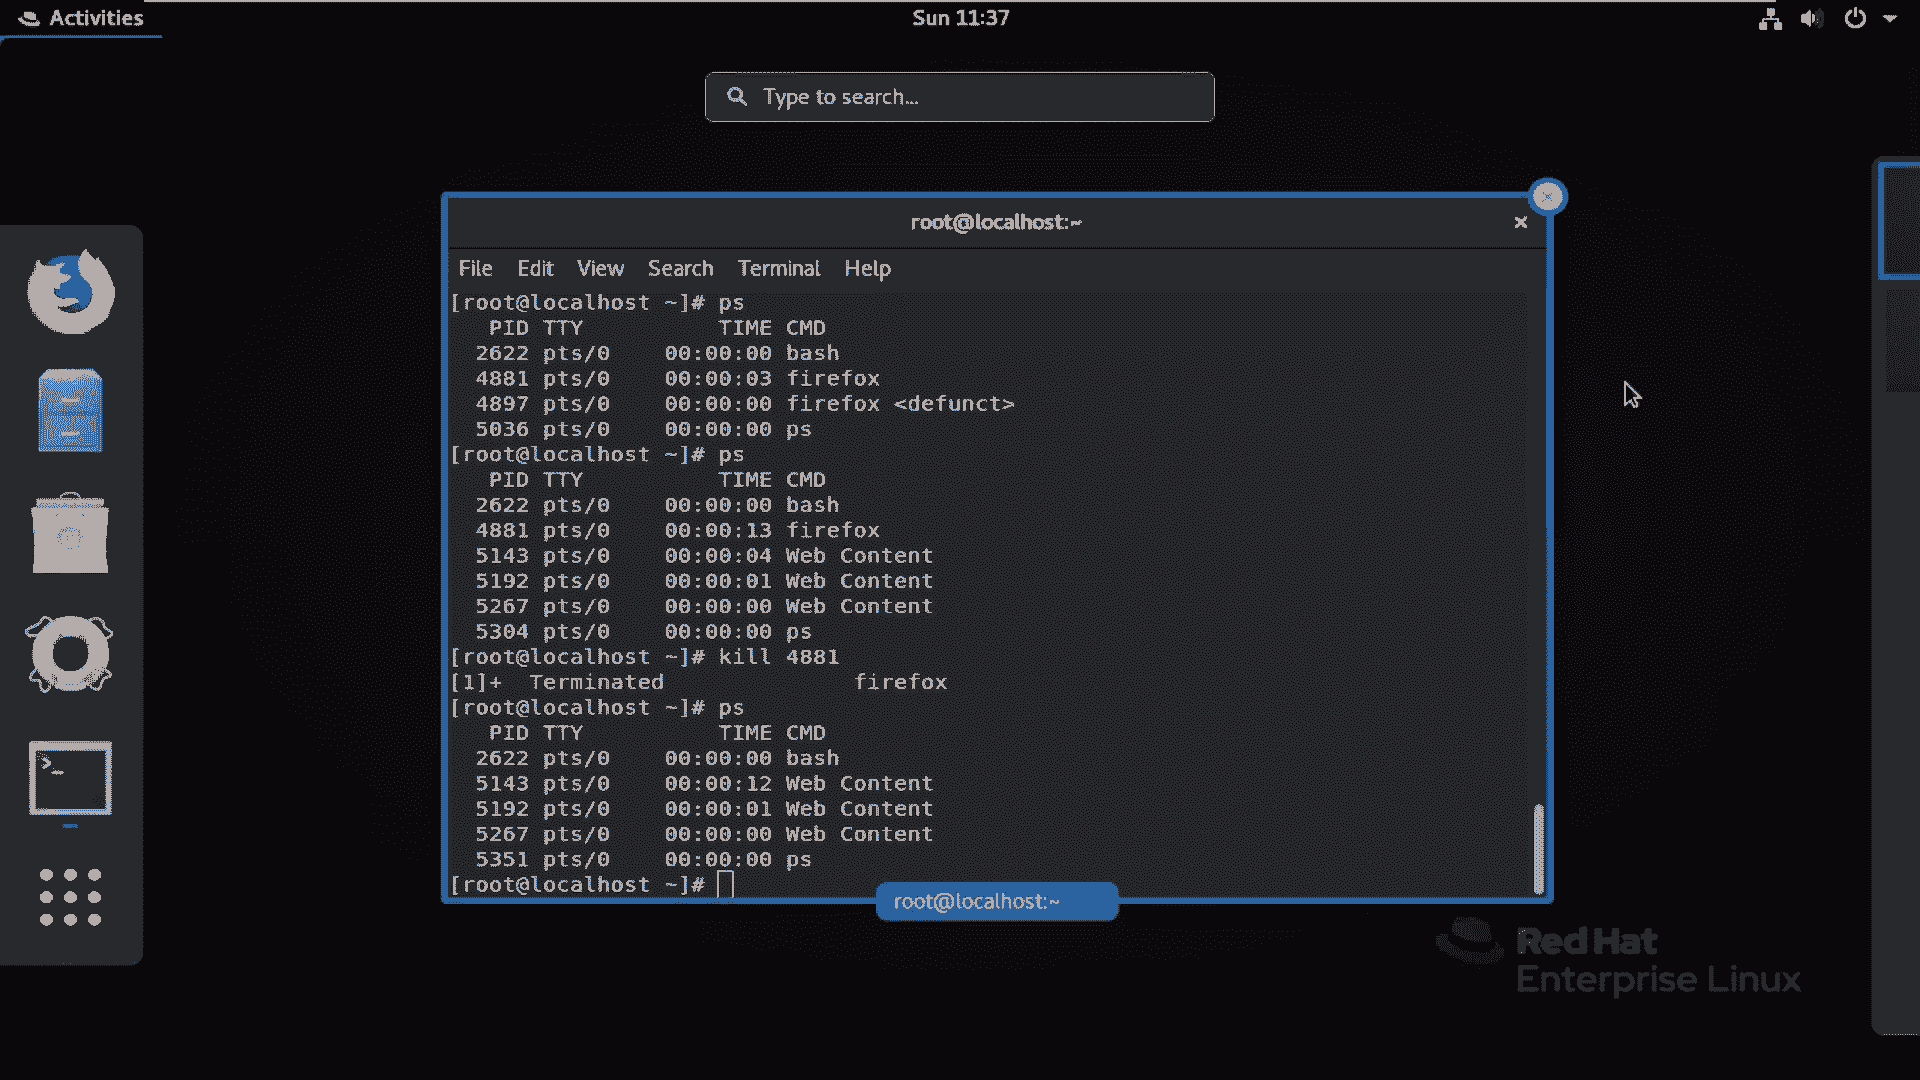 Activities
Sun 11:37
Type to search...
root@localhost:~
File Edit View Search Terminal Help
[root@localhost ~]# ps
PID TTY TIME CMD
2622 pts/0 00:00:00 bash
4881 pts/0 00:00:03 firefox
4897 pts/0 00:00:00 firefox <defunct>
5036 pts/0 00:00:00 ps
[root@localhost ~]# ps
PID TTY TIME CMD
2622 pts/0 00:00:00 bash
4881 pts/0 00:00:13 firefox
5143 pts/0 00:00:04 Web Content
5192 pts/0 00:00:01 Web Content
5267 pts/0 00:00:00 Web Content
5304 pts/0 00:00:00 ps
[root@localhost ~]# kill 4881
[1]+ Terminated firefox
[root@localhost ~]# ps
PID TTY TIME CMD
2622 pts/0 00:00:00 bash
5143 pts/0 00:00:12 Web Content
5192 pts/0 00:00:01 Web Content
5267 pts/0 00:00:00 Web Content
5351 pts/0 00:00:00 ps
[root@localhost ~]#
root@localhost:~
Red Hat
Enterprise Linux